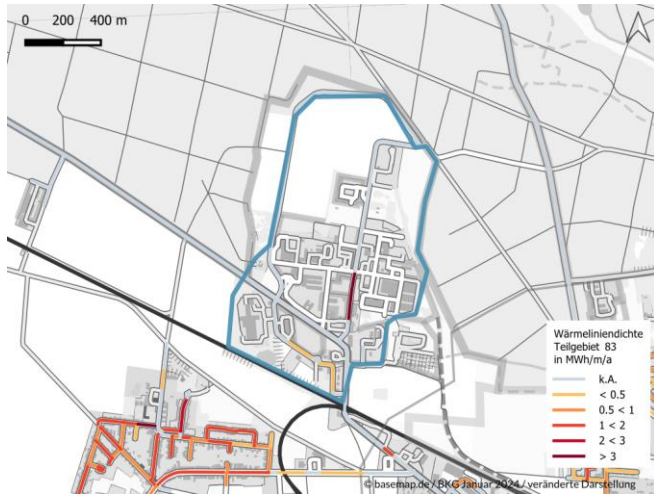 0 200 400 m
Wärmeliniendichte
Teilgebiet 83
in MWh/m/a
k.A.
< 0.5
0.5 < 1
1 < 2
2 < 3
> 3
© basemap.de / BKG Januar 2024 / veränderte Darstellung